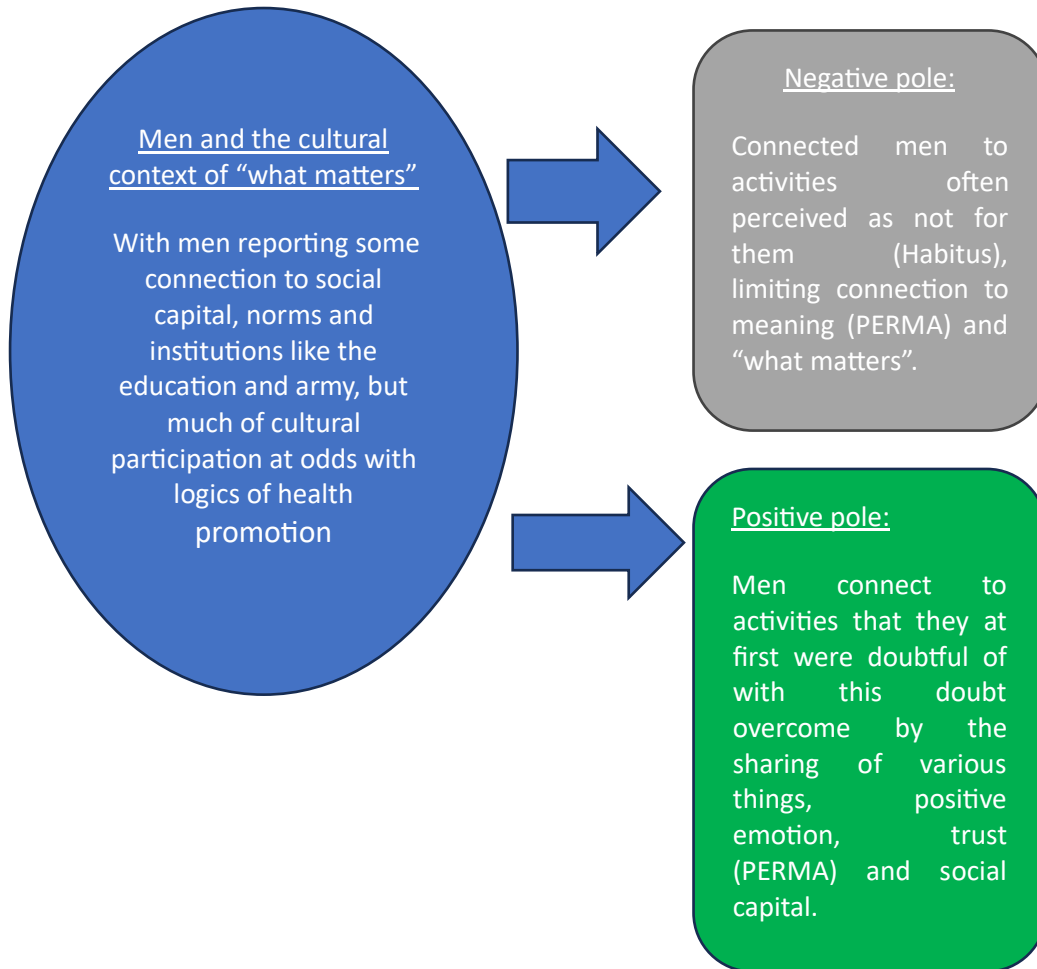 Men and the cultural
context of “what matters”
With men reporting some
connection to social
capital, norms and
institutions like the
education and army, but
much of cultural
participation at odds with
logics of health
promotion
Negative pole:
Connected men to
activities often
perceived as not for
them (Habitus),
limiting connection to
meaning (PERMA) and
“what matters”.
Positive pole:
Men connect to
activities that they at
first were doubtful of
with this doubt
overcome by the
sharing of various
things, positive
emotion, trust
(PERMA) and social
capital.